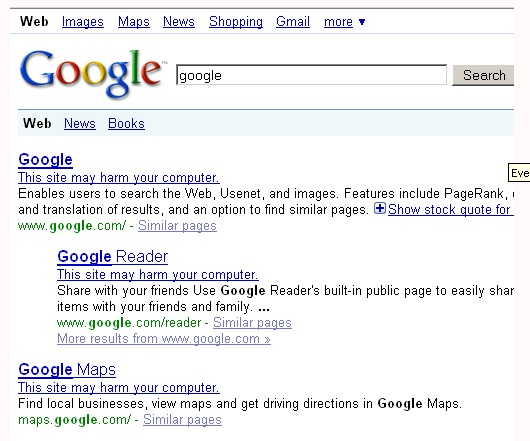 Web Images Maps News Shopping Gmail more ▼
Google™
google
Search
Web News Books
Google
This site may harm your computer.
Eve
Enables users to search the Web, Usenet, and images. Features include PageRank,
and translation of results, and an option to find similar pages. Show stock quote for
www.google.com/ - Similar pages
Google Reader
This site may harm your computer.
Share with your friends Use Google Reader's built-in public page to easily shar
items with your friends and family. ...
www.google.com/reader - Similar pages
More results from www.google.com »
Google Maps
This site may harm your computer.
Find local businesses, view maps and get driving directions in Google Maps.
maps.google.com/ - Similar pages